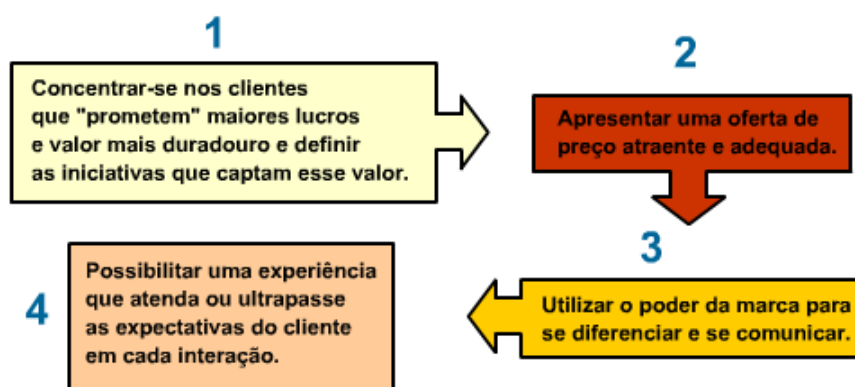 1
Concentrar-se nos clientes
que "prometem" maiores lucros
e valor mais duradouro e definir
as iniciativas que captam esse valor.
2
Apresentar uma oferta de
preço atraente e adequada.
3
Utilizar o poder da marca para
se diferenciar e se comunicar.
4
Possibilitar uma experiência
que atenda ou ultrapasse
as expectativas do cliente
em cada interação.